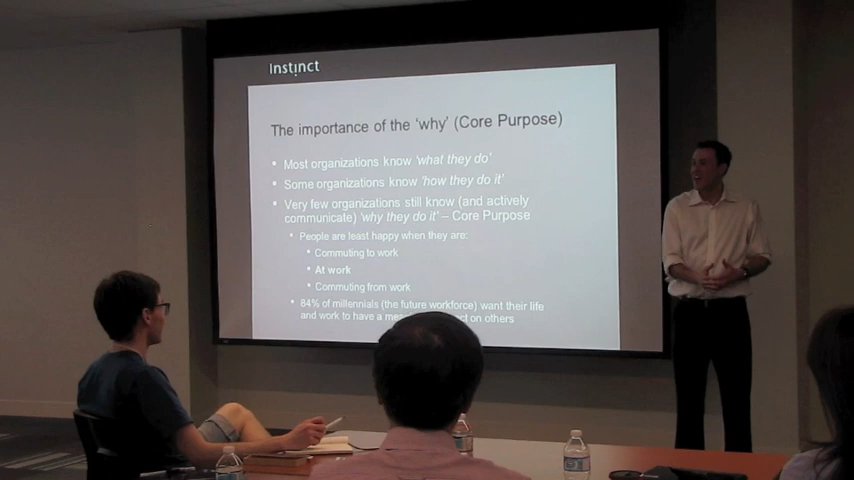 Instinct
The importance of the 'why' (Core Purpose)
• Most organizations know 'what they do'
• Some organizations know 'how they do it'
• Very few organizations still know (and actively
communicate) 'why they do it' – Core Purpose
• People are least happy when they are:
• Commuting to work
• At work
• Commuting from work
• 84% of millennials (the future workforce) want their life
and work to have a on others